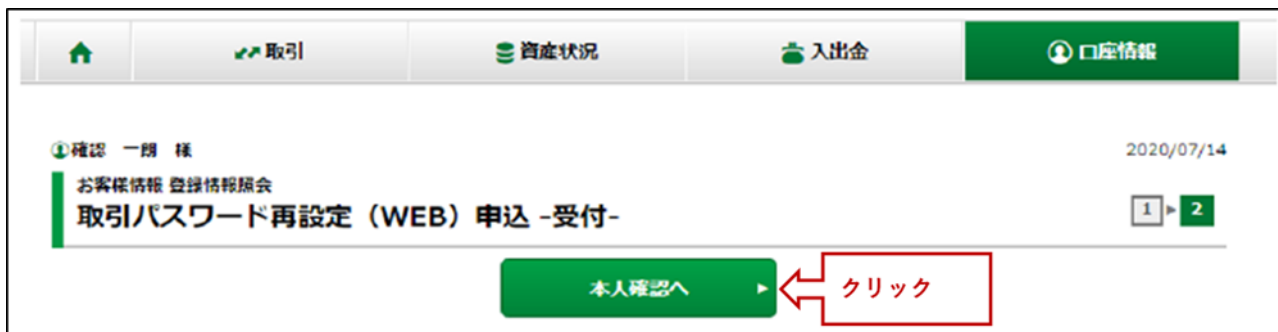 取引 資産状況 入出金 口座情報
確認 一朗 様 2020/07/14
お客様情報 登録情報照会
取引パスワード再設定（WEB）申込 -受付- 1 2
本人確認へ クリック